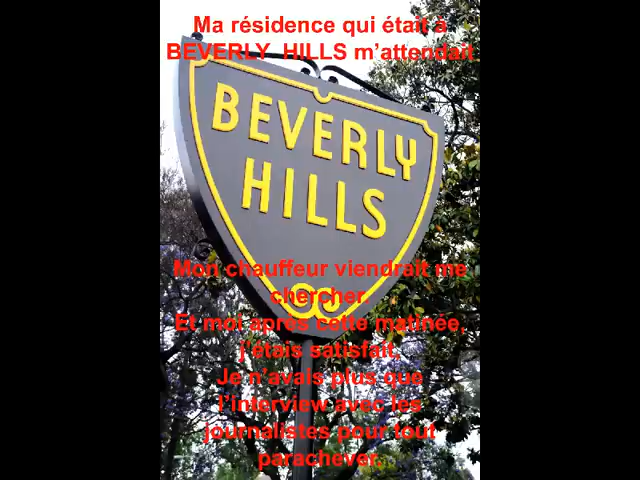 Ma résidence qui était à
BEVERLY HILLS m’attendait
BEVERLY
HILLS
Mon chauffeur viendrait me
chercher.
Et moi après cette matinée,
j’étais satisfait,
Je n’avais plus que
l’interview avec les
journalistes pour tout
parachever.